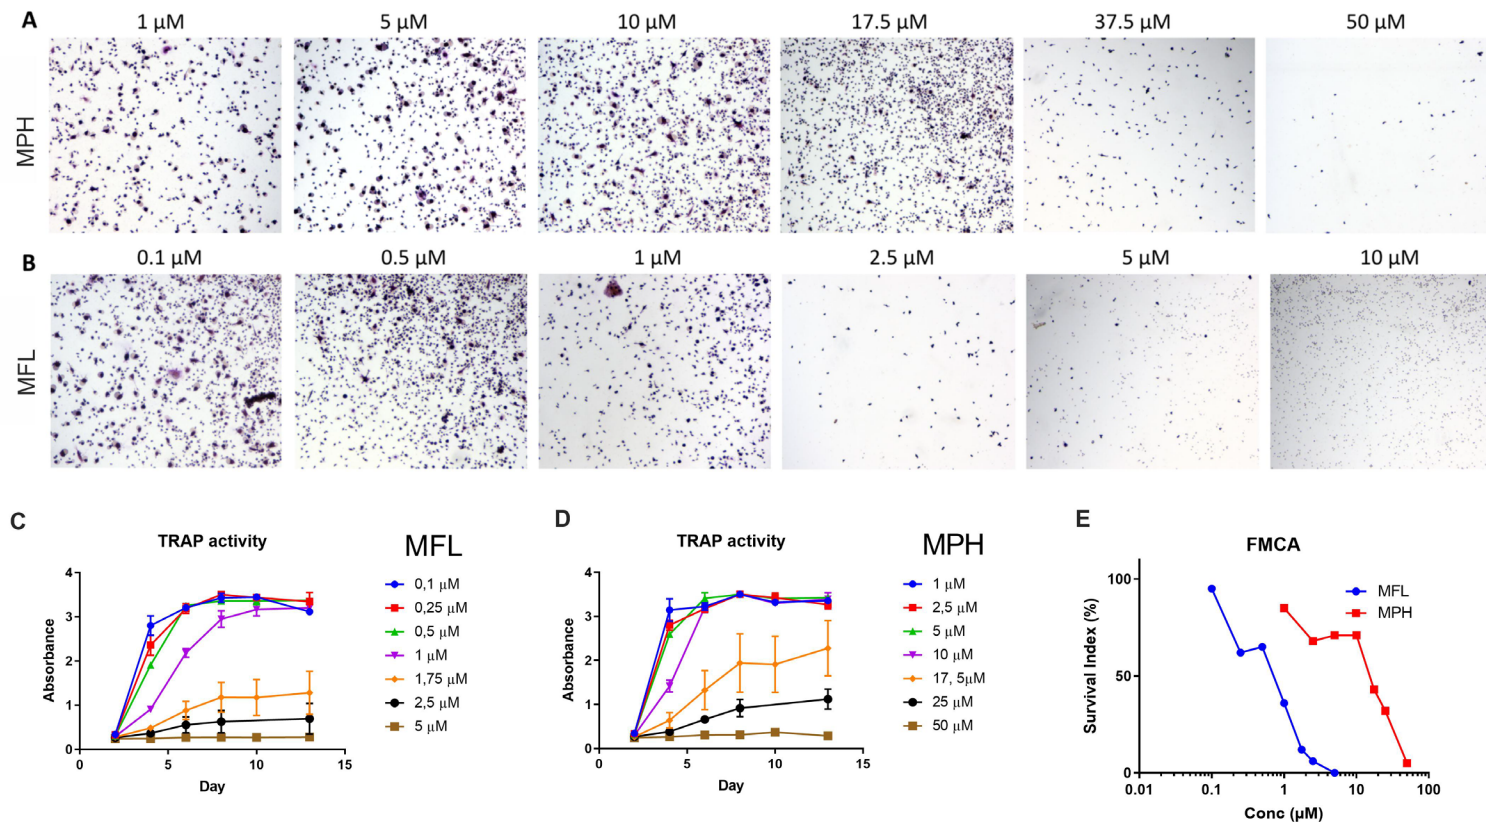 A
1 µM 5 µM 10 µM 17.5 µM 37.5 µM 50 µM
MPH
B
0.1 µM 0.5 µM 1 µM 2.5 µM 5 µM 10 µM
MFL
C
TRAP activity
MFL
Absorbance
4
3
2
1
0
0 5 10 15
Day
0,1 µM
0,25 µM
0,5 µM
1 µM
1,75 µM
2,5 µM
5 µM
D
TRAP activity
MPH
Absorbance
4
3
2
1
0
0 5 10 15
Day
1 µM
2,5 µM
5 µM
10 µM
17, 5µM
25 µM
50 µM
E
FMCA
Survival Index (%)
100
50
0
0.01 0.1 1 10 100
Conc (µM)
MFL
MPH